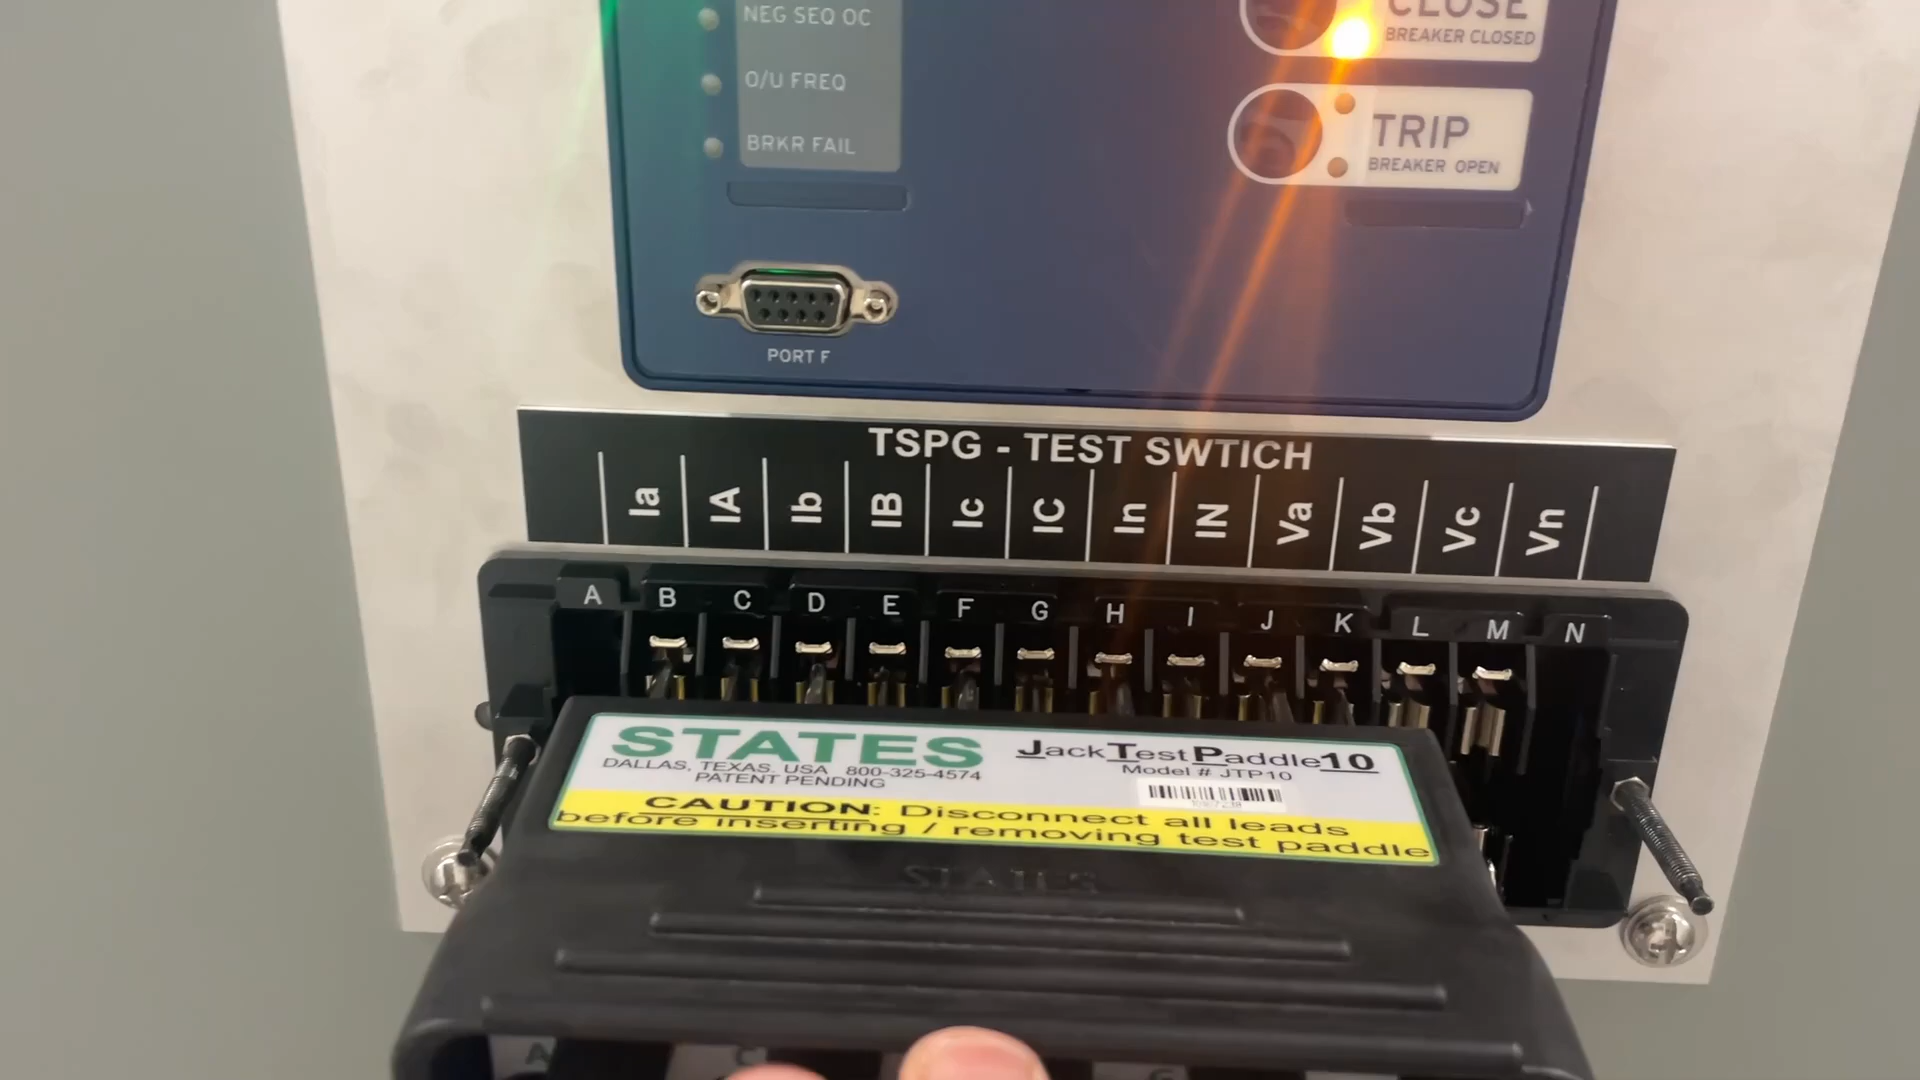 NEG SEQ OC
O/U FREQ
BRKR FAIL
CLOSE
BREAKER CLOSED
TRIP
BREAKER OPEN
PORT F
TSPG - TEST SWTICH
Ia IA Ib IB Ic IC In IN Va Vb Vc Vn
A B C D E F G H I J K L M N
STATES
DALLAS, TEXAS. USA 800-325-4574
PATENT PENDING
JackTestPaddle10
Model # JTP10
CAUTION: Disconnect all leads
before inserting / removing test paddle
STATES
A C